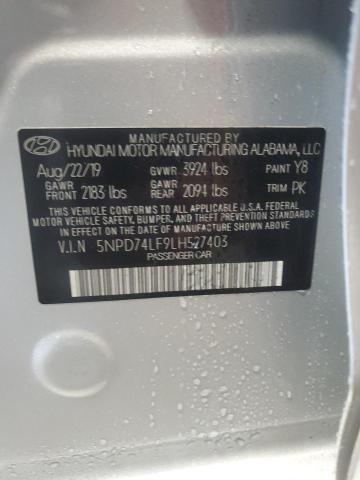 MANUFACTURED BY
HYUNDAI MOTOR MANUFACTURING ALABAMA, LLC
Aug/22/19 GVWR 3924 lbs PAINT Y8
GAWR FRONT 2183 lbs GAWR REAR 2094 lbs TRIM PK
THIS VEHICLE CONFORMS TO ALL APPLICABLE U.S.A FEDERAL
MOTOR VEHICLE SAFETY, BUMPER, AND THEFT PREVENTION STANDARDS
IN EFFECT ON THE DATE OF MANUFACTURE SHOWN ABOVE.
V.I.N 5NPD74LF9LH527403
PASSENGER CAR